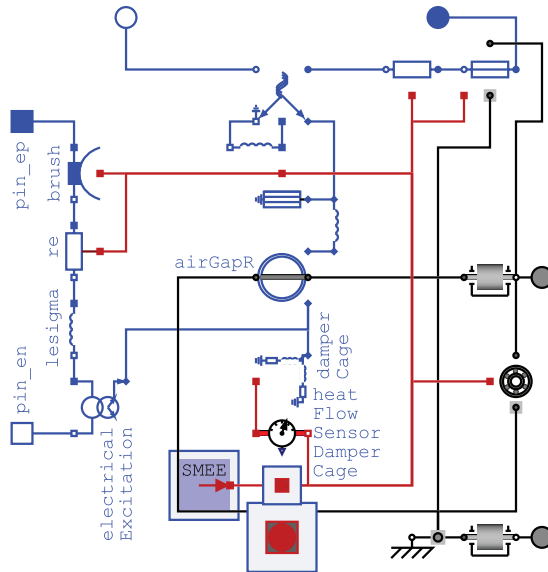 pin_ep
brush
re
airGapR
lesigma
damper
Cage
pin_en
heat
Flow
Sensor
Damper
Cage
SMEE
electrical
Excitation